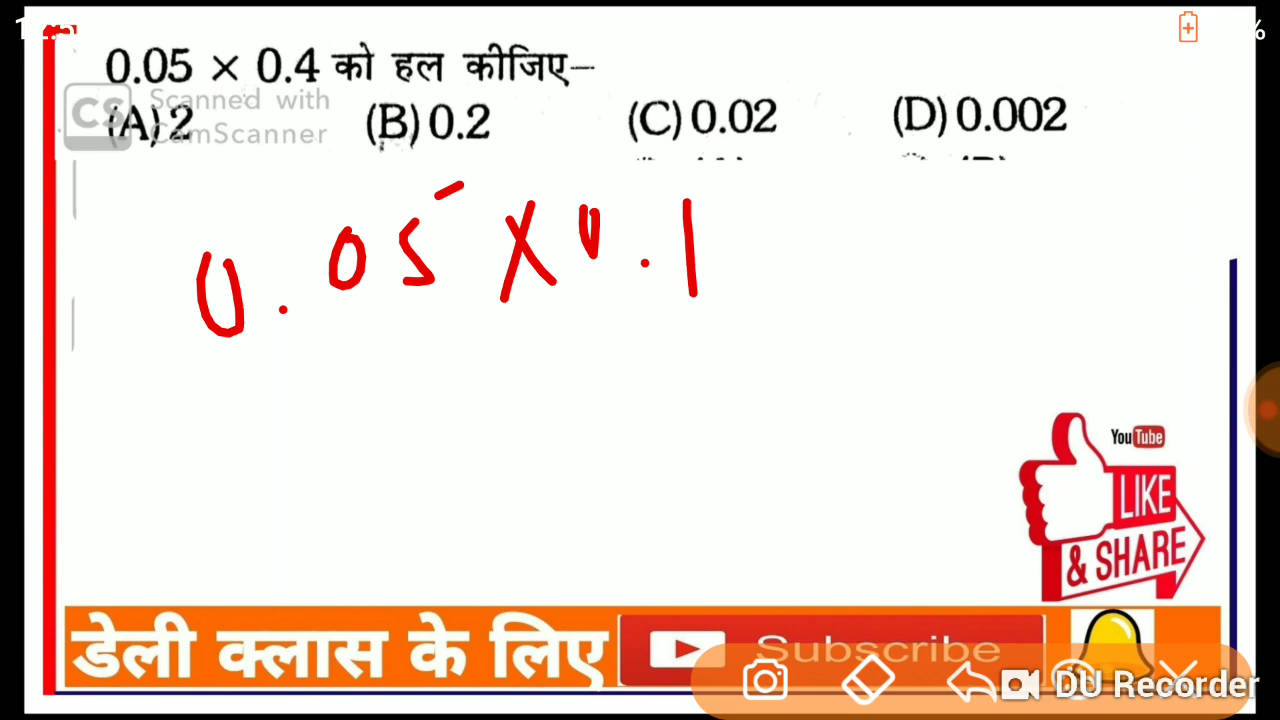 0.05 × 0.4 को हल कीजिए–
(A) 2 (B) 0.2 (C) 0.02 (D) 0.002
CS Scanned with
CamScanner
0.05 × 0.1
YouTube
LIKE
& SHARE
डेली क्लास के लिए Subscribe
DU Recorder